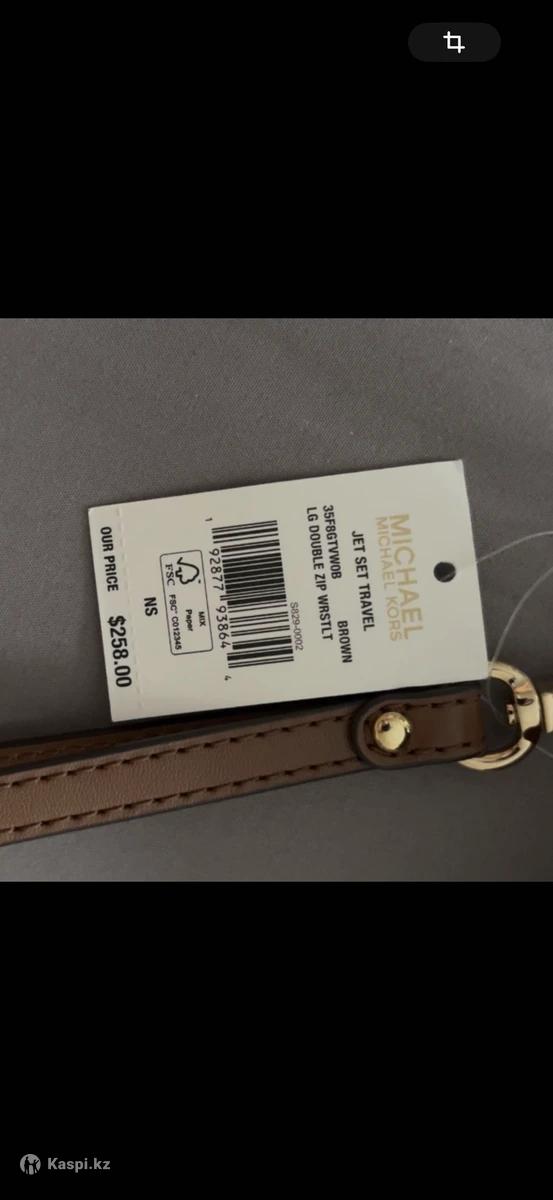 MICHAEL
MICHAEL KORS
JET SET TRAVEL
BROWN
35F8GTVW0B
LG DOUBLE ZIP WRSTLT
S829-0002
1 92877 93864 4
FSC
MIX
Paper
FSC™ C012345
NS
OUR PRICE $258.00
Kaspi.kz